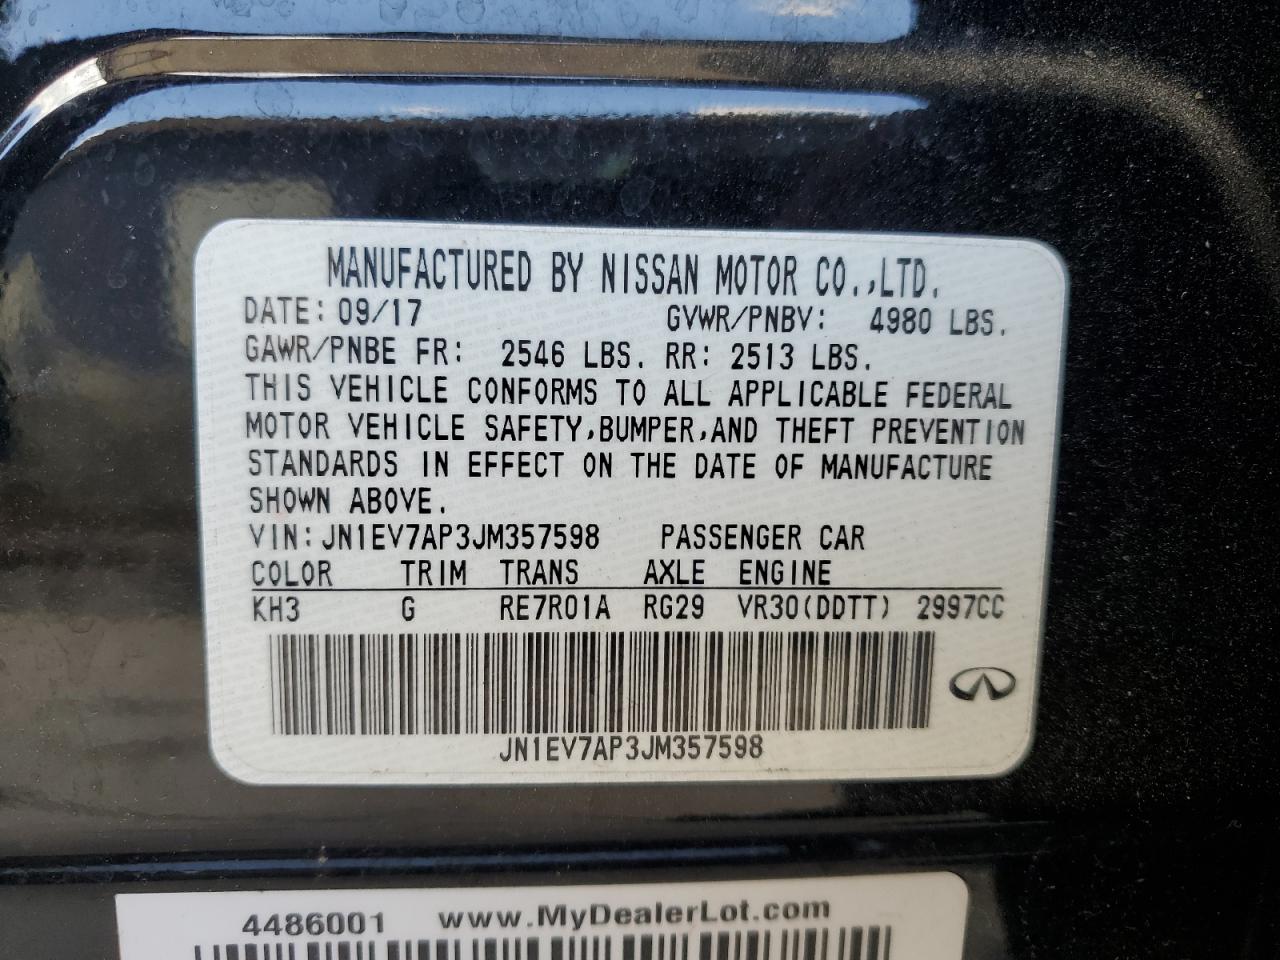 MANUFACTURED BY NISSAN MOTOR CO.,LTD.
DATE: 09/17 GVWR/PNBV: 4980 LBS.
GAWR/PNBE FR: 2546 LBS. RR: 2513 LBS.
THIS VEHICLE CONFORMS TO ALL APPLICABLE FEDERAL
MOTOR VEHICLE SAFETY,BUMPER,AND THEFT PREVENTION
STANDARDS IN EFFECT ON THE DATE OF MANUFACTURE
SHOWN ABOVE.
VIN: JN1EV7AP3JM357598 PASSENGER CAR
COLOR TRIM TRANS AXLE ENGINE
KH3 G RE7R01A RG29 VR30(DDTT) 2997CC
JN1EV7AP3JM357598
4486001 www.MyDealerLot.com